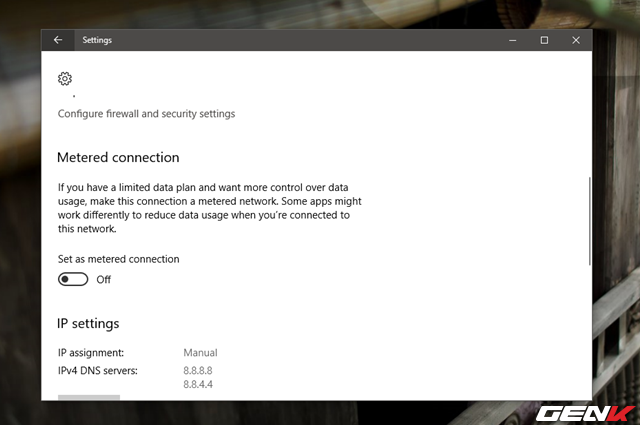 Settings
Configure firewall and security settings
Metered connection
If you have a limited data plan and want more control over data
usage, make this connection a metered network. Some apps might
work differently to reduce data usage when you're connected to
this network.
Set as metered connection
Off
IP settings
IP assignment: Manual
IPv4 DNS servers: 8.8.8.8
8.8.4.4
GENK